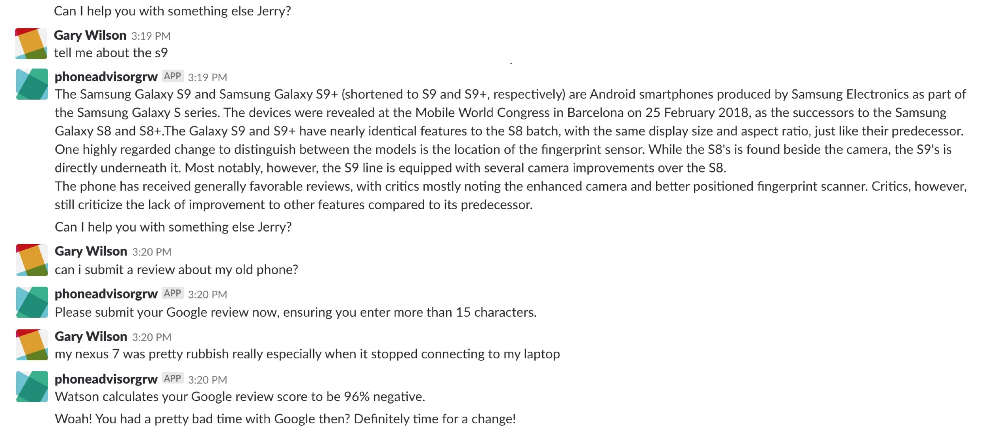 Can I help you with something else Jerry?
Gary Wilson 3:19 PM
tell me about the s9
phoneadvisorgrw APP 3:19 PM
The Samsung Galaxy S9 and Samsung Galaxy S9+ (shortened to S9 and S9+, respectively) are Android smartphones produced by Samsung Electronics as part of
the Samsung Galaxy S series. The devices were revealed at the Mobile World Congress in Barcelona on 25 February 2018, as the successors to the Samsung
Galaxy S8 and S8+.The Galaxy S9 and S9+ have nearly identical features to the S8 batch, with the same display size and aspect ratio, just like their predecessor.
One highly regarded change to distinguish between the models is the location of the fingerprint sensor. While the S8's is found beside the camera, the S9's is
directly underneath it. Most notably, however, the S9 line is equipped with several camera improvements over the S8.
The phone has received generally favorable reviews, with critics mostly noting the enhanced camera and better positioned fingerprint scanner. Critics, however,
still criticize the lack of improvement to other features compared to its predecessor.
Can I help you with something else Jerry?
Gary Wilson 3:20 PM
can i submit a review about my old phone?
phoneadvisorgrw APP 3:20 PM
Please submit your Google review now, ensuring you enter more than 15 characters.
Gary Wilson 3:20 PM
my nexus 7 was pretty rubbish really especially when it stopped connecting to my laptop
phoneadvisorgrw APP 3:20 PM
Watson calculates your Google review score to be 96% negative.
Woah! You had a pretty bad time with Google then? Definitely time for a change!